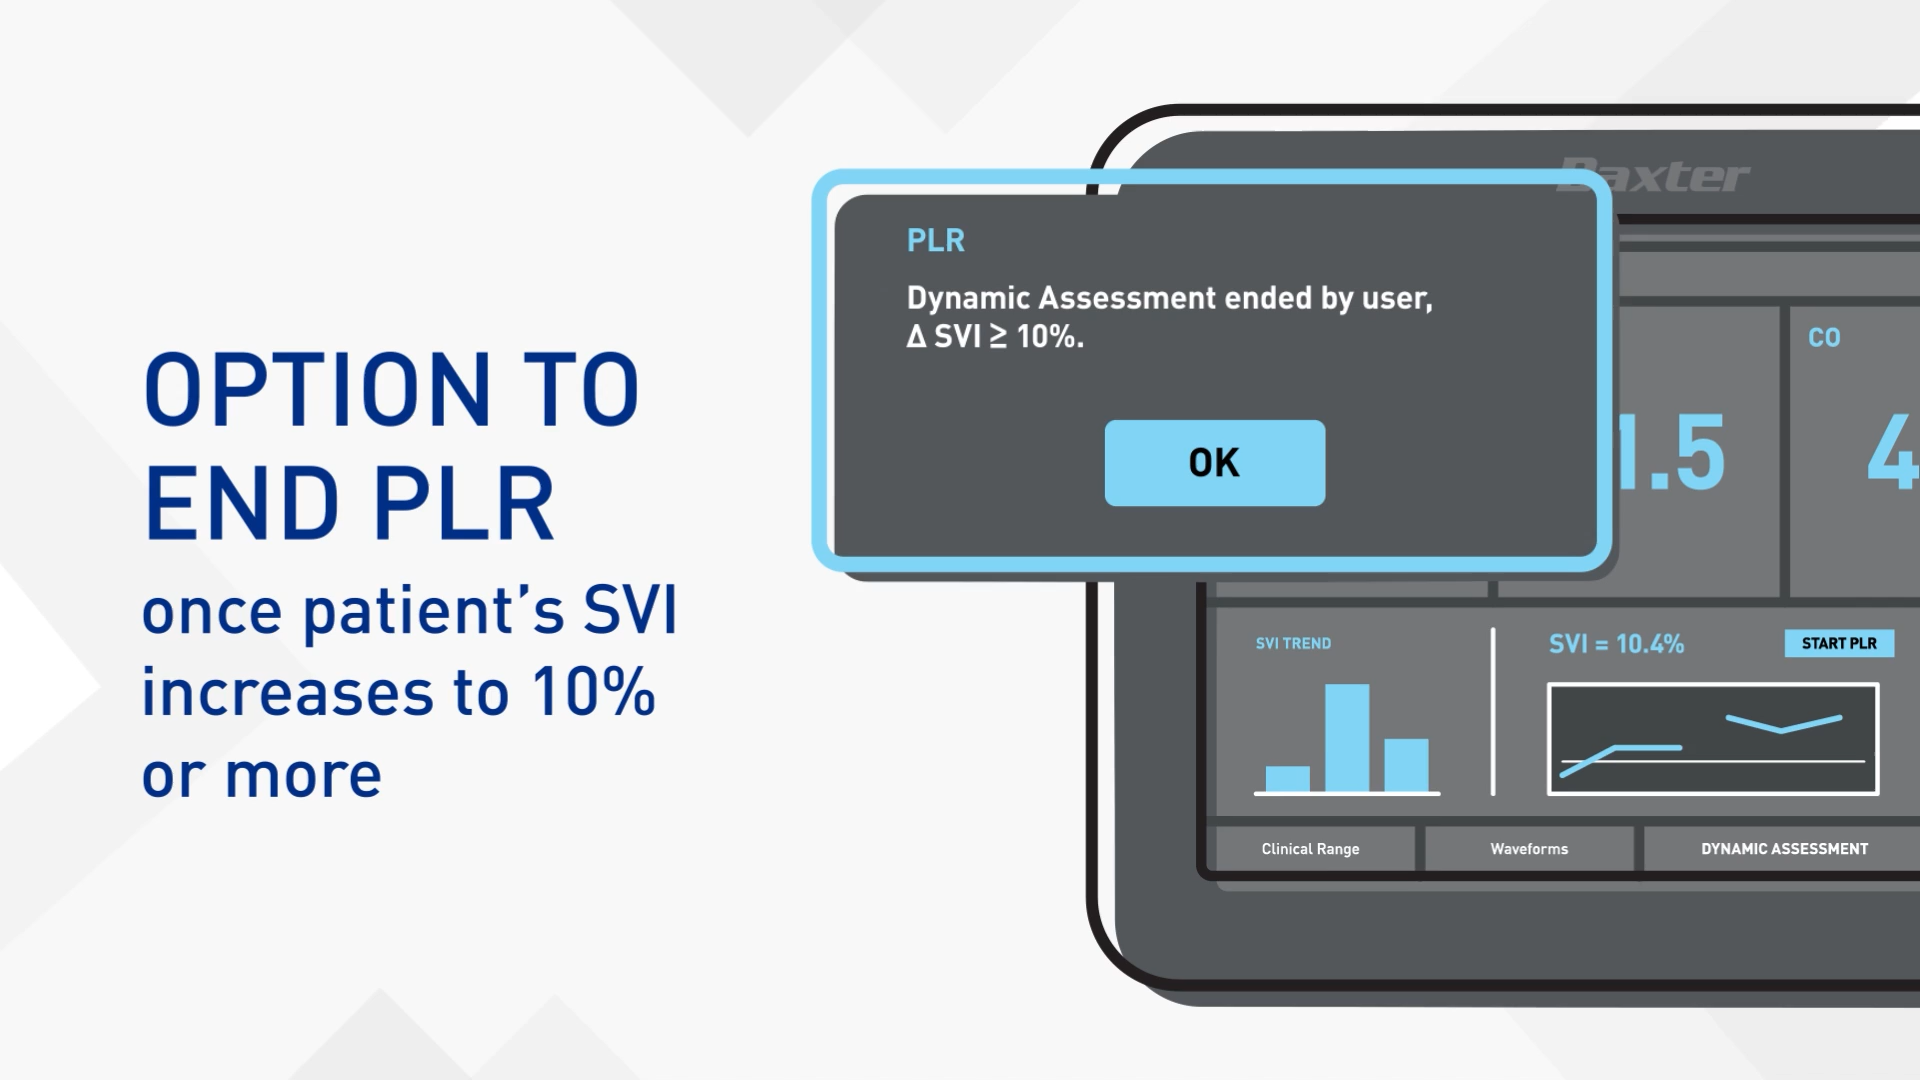 OPTION TO
END PLR
once patient’s SVI
increases to 10%
or more
Baxter
PLR
Dynamic Assessment ended by user,
Δ SVI ≥ 10%.
OK
1.5
CO
4
SVI TREND
SVI = 10.4%
START PLR
Clinical Range
Waveforms
DYNAMIC ASSESSMENT